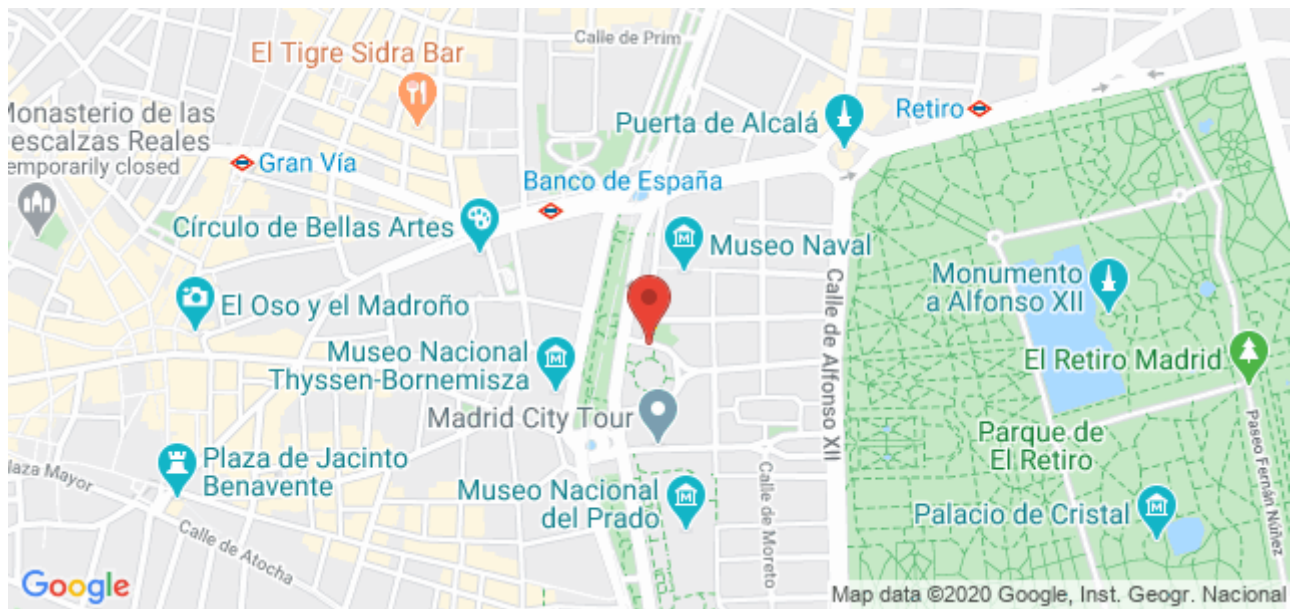 Calle de Prim
El Tigre Sidra Bar
Monasterio de las
Descalzas Reales
temporarily closed
Gran Vía
Puerta de Alcalá
Retiro
Banco de España
Círculo de Bellas Artes
Museo Naval
El Oso y el Madroño
Monumento
a Alfonso XII
Calle de Alfonso XII
Museo Nacional
Thyssen-Bornemisza
El Retiro Madrid
Madrid City Tour
Parque de
El Retiro
Paseo Fernán Núñez
Plaza Mayor
Plaza de Jacinto
Benavente
Museo Nacional
del Prado
Calle de Moreto
Palacio de Cristal
Calle de Atocha
Google
Map data ©2020 Google, Inst. Geogr. Nacional